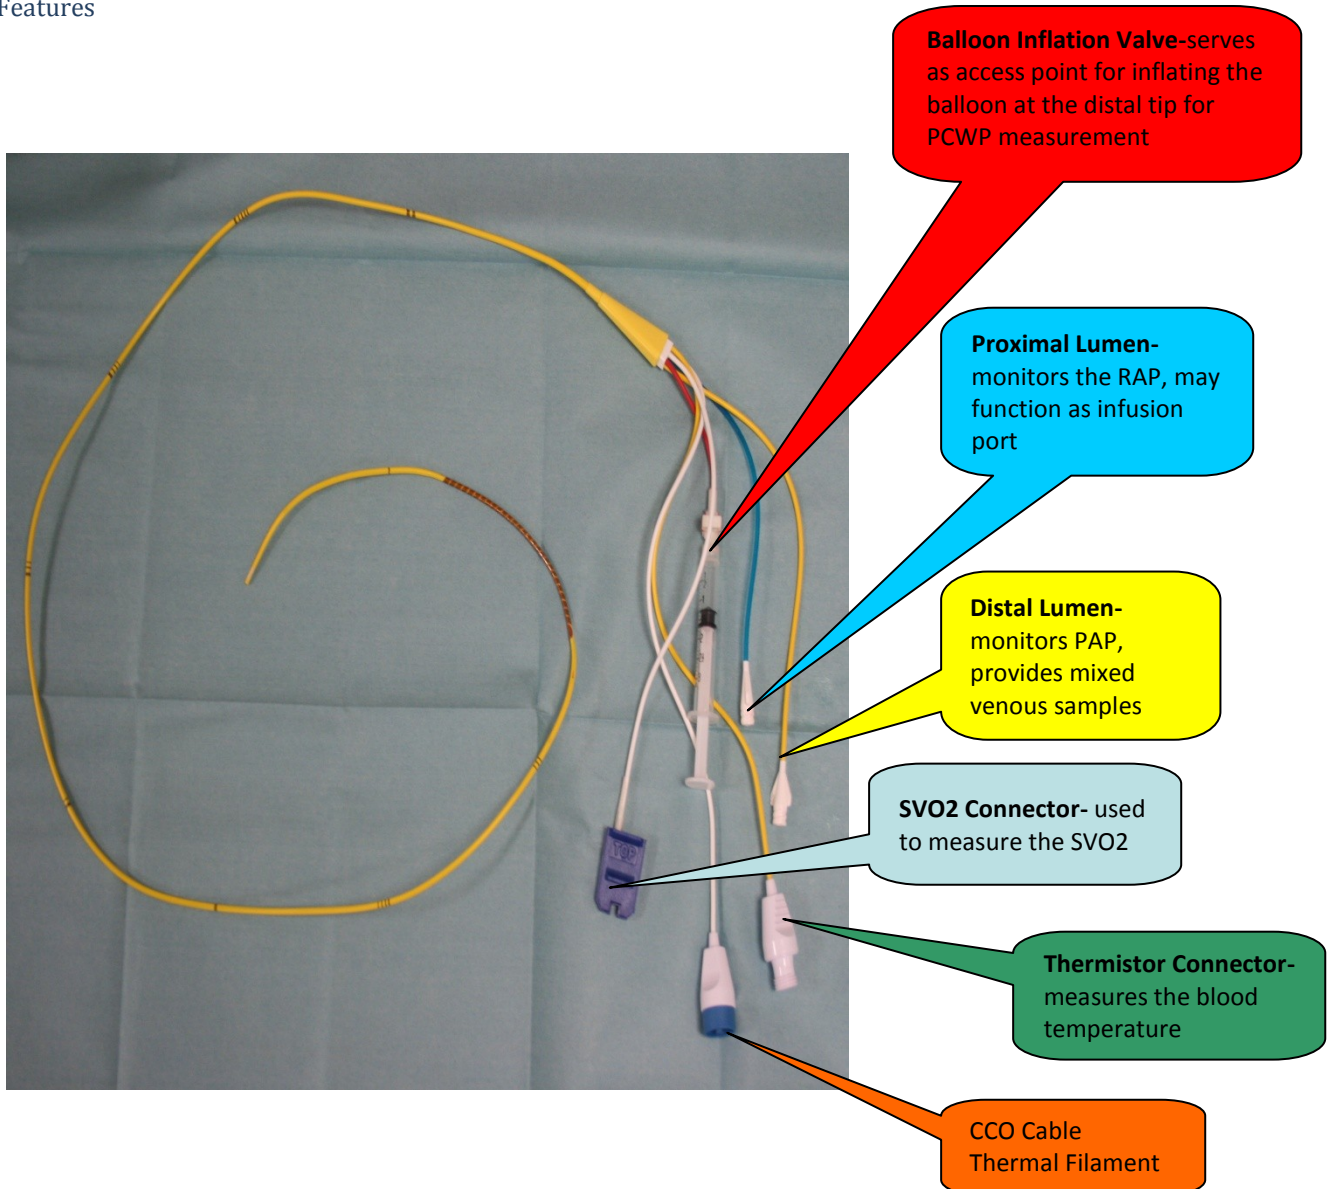 Features
Balloon Inflation Valve-serves
as access point for inflating the
balloon at the distal tip for
PCWP measurement
Proximal Lumen-
monitors the RAP, may
function as infusion
port
Distal Lumen-
monitors PAP,
provides mixed
venous samples
SVO2 Connector- used
to measure the SVO2
TOP
Thermistor Connector-
measures the blood
temperature
CCO Cable
Thermal Filament